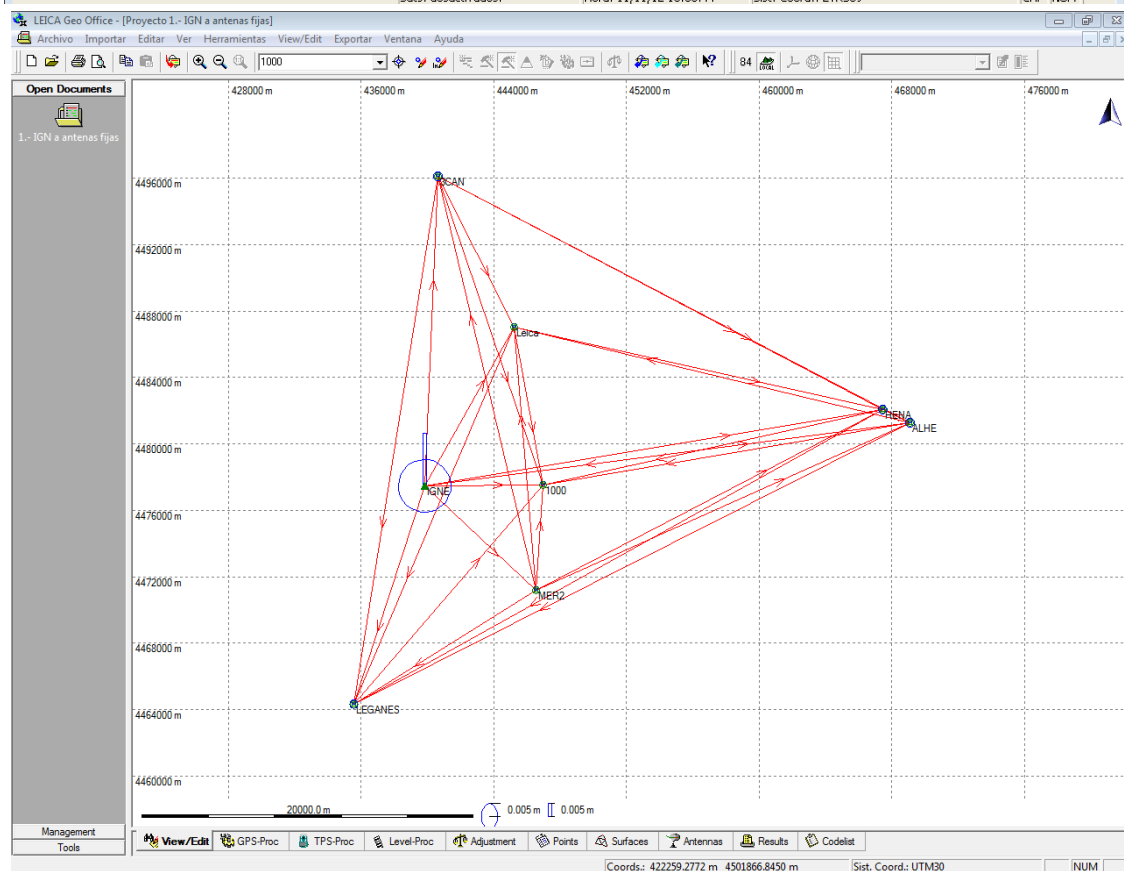 LEICA Geo Office - [Proyecto 1.- IGN a antenas fijas]
Archivo Importar Editar Ver Herramientas View/Edit Exportar Ventana Ayuda
1000
84
LOCAL
Open Documents
1.- IGN a antenas fijas
428000 m 436000 m 444000 m 452000 m 460000 m 468000 m 476000 m
4496000 m
4492000 m
4488000 m
4484000 m
4480000 m
4476000 m
4472000 m
4468000 m
4464000 m
4460000 m
Leica
ALHE
IGNE
1000
MER2
LEGANES
20000.0 m
0.005 m
0.005 m
Management
Tools
View/Edit GPS-Proc TPS-Proc Level-Proc Adjustment Points Surfaces Antennas Results Codelist
Coords.: 422259.2772 m 4501866.8450 m Sist. Coord.: UTM30 NUM